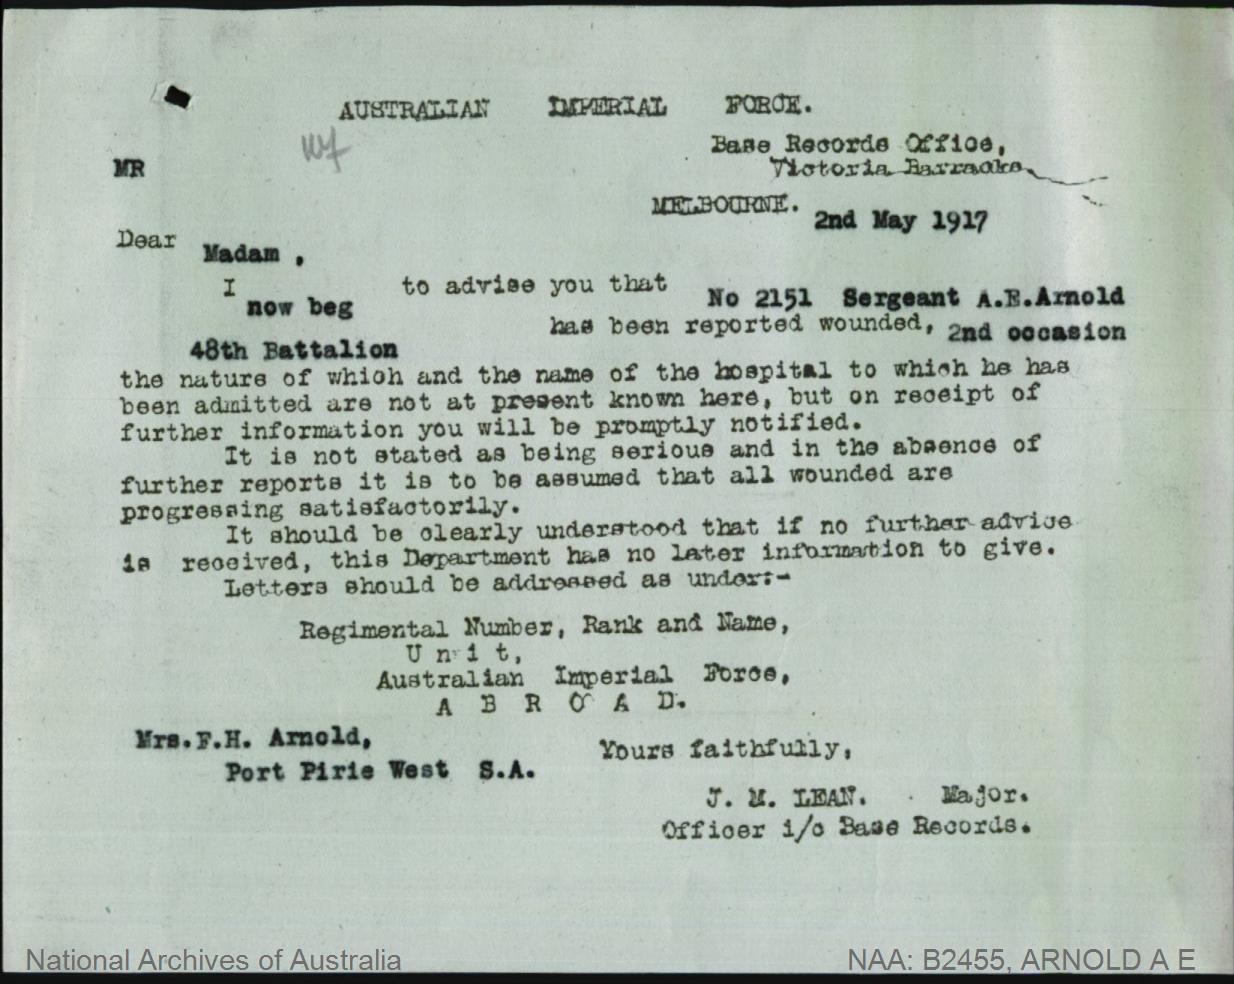 AUSTRALIAN IMPERIAL FORCE.
Base Records Office,
MR
Victoria Barracks,
MELBOURNE.
2nd May 1917
Dear
Madam ,
I to advise you that
now beg
No 2151 Sergeant A.E.Arnold
has been reported wounded, 2nd occasion
48th Battalion
the nature of which and the name of the hospital to which he has
been admitted are not at present known here, but on receipt of
further information you will be promptly notified.
It is not stated as being serious and in the absence of
further reports it is to be assumed that all wounded are
progressing satisfactorily.
It should be clearly understood that if no further advice
is received, this Department has no later information to give.
Letters should be addressed as under:-
Regimental Number, Rank and Name,
U n i t,
Australian Imperial Force,
A B R O A D.
Mrs.F.H. Arnold,
Port Pirie West S.A.
Yours faithfully,
J. M. LEAN. Major.
Officer i/c Base Records.
National Archives of Australia
NAA: B2455, ARNOLD A E